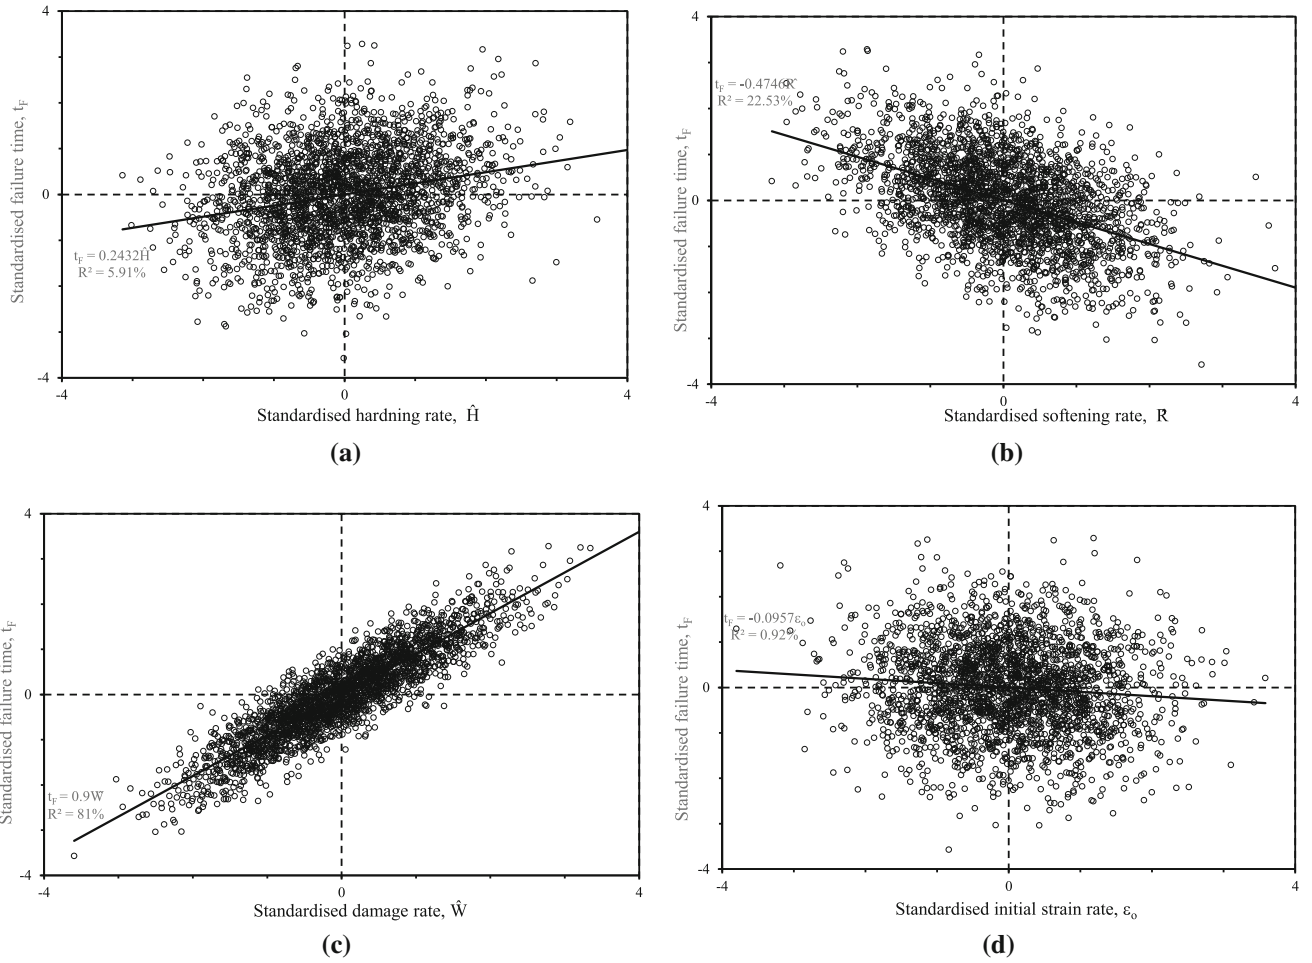 4
0
-4
-4
0
4
Standardised failure time, t_F
t_F = 0.2432Ĥ
R² = 5.91%
Standardised hardning rate, Ĥ
(a)
4
0
-4
-4
0
4
Standardised failure time, t_F
t_F = -0.4746R̂
R² = 22.53%
Standardised softening rate, R̂
(b)
4
0
-4
-4
0
4
Standardised failure time, t_F
t_F = 0.9Ŵ
R² = 81%
Standardised damage rate, Ŵ
(c)
4
0
-4
-4
0
4
Standardised failure time, t_F
t_F = -0.0957ε_o
R² = 0.92%
Standardised initial strain rate, ε_o
(d)